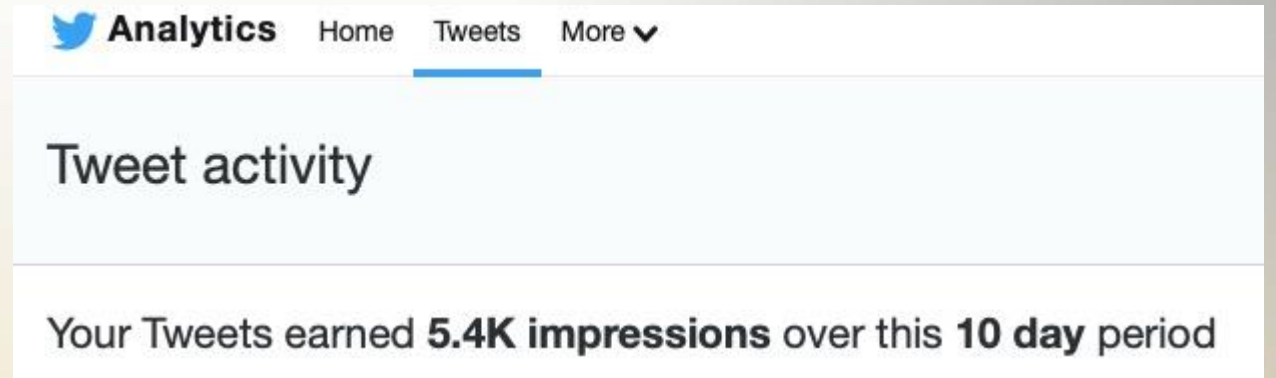 Analytics Home Tweets More
Tweet activity
Your Tweets earned 5.4K impressions over this 10 day period